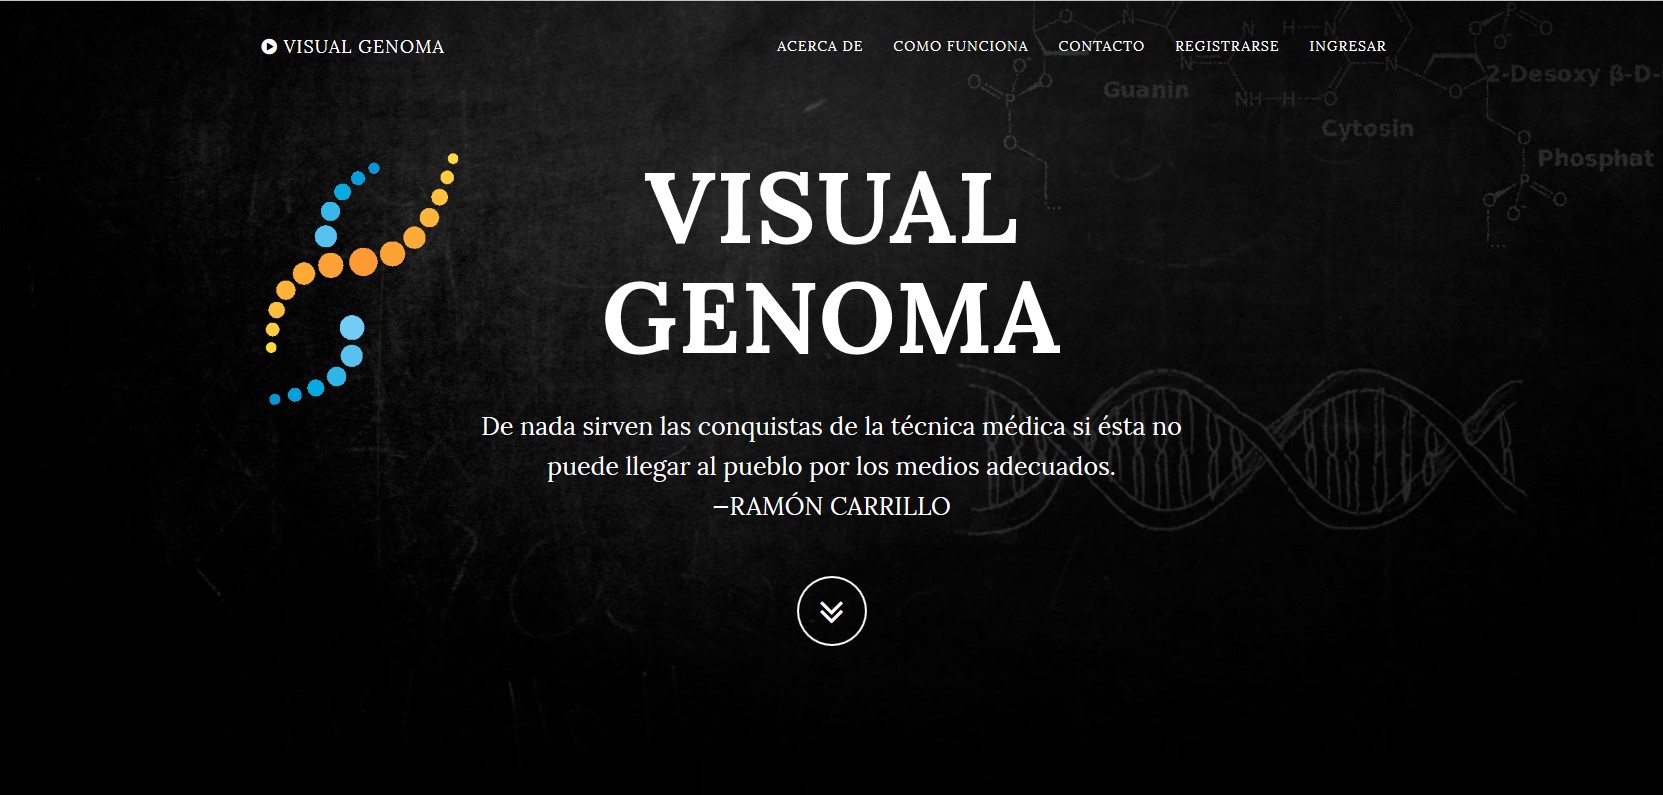 VISUAL GENOMA
ACERCA DE COMO FUNCIONA CONTACTO REGISTRARSE INGRESAR
N H N
O N
O O
O⁻ O
2-Desoxy β-D-
O P O
N N O
Guanin
NH H O
Cytosin
O O
Phosphat
O P O
O⁻
...
...
VISUAL
GENOMA
De nada sirven las conquistas de la técnica médica si ésta no
puede llegar al pueblo por los medios adecuados.
—RAMÓN CARRILLO